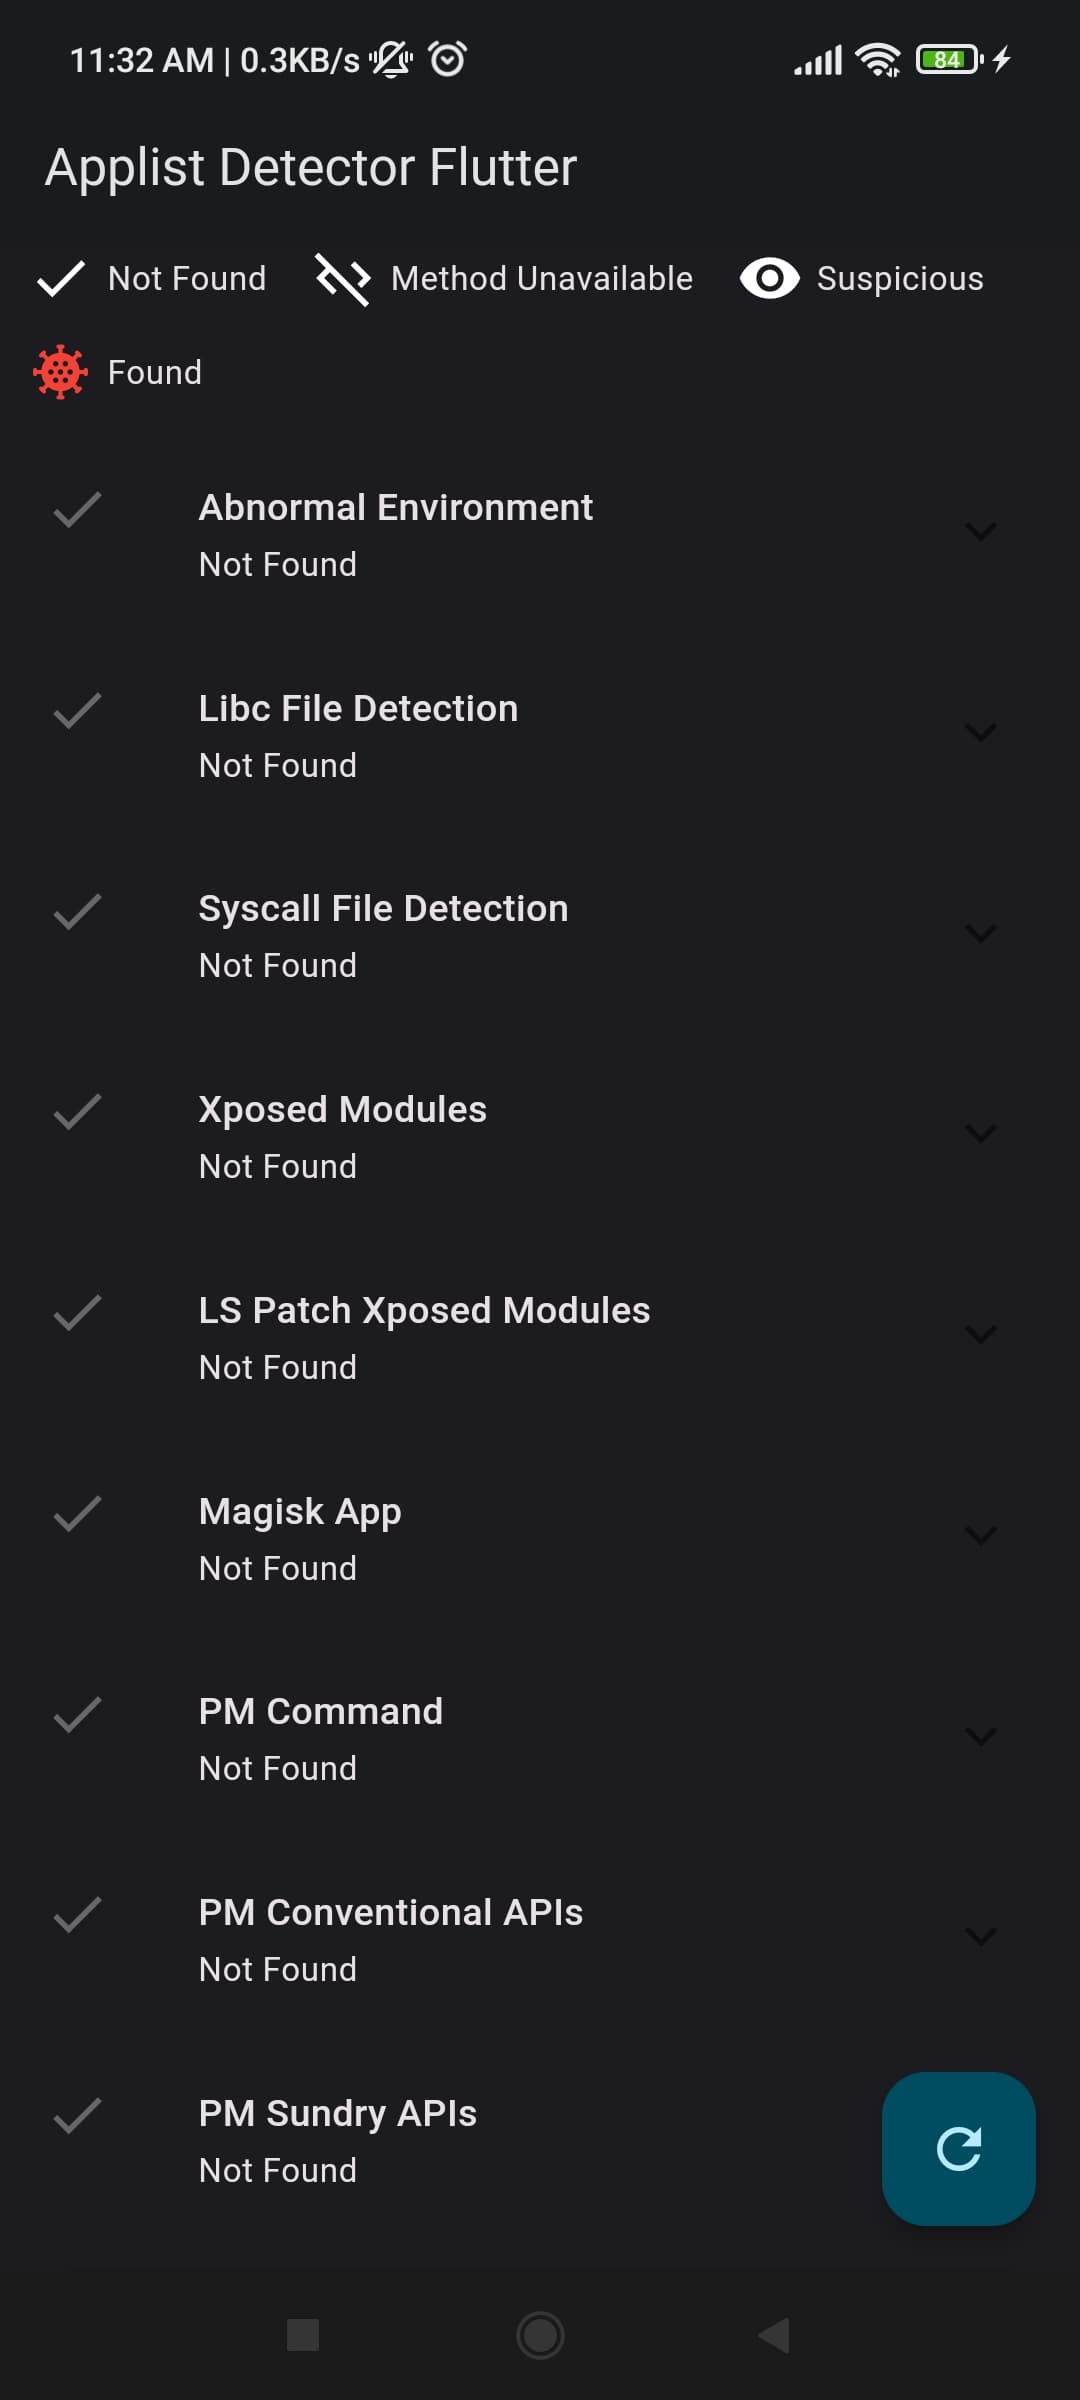 11:32 AM | 0.3KB/s
84
Applist Detector Flutter
Not Found
Method Unavailable
Suspicious
Found
Abnormal Environment
Not Found
Libc File Detection
Not Found
Syscall File Detection
Not Found
Xposed Modules
Not Found
LS Patch Xposed Modules
Not Found
Magisk App
Not Found
PM Command
Not Found
PM Conventional APIs
Not Found
PM Sundry APIs
Not Found